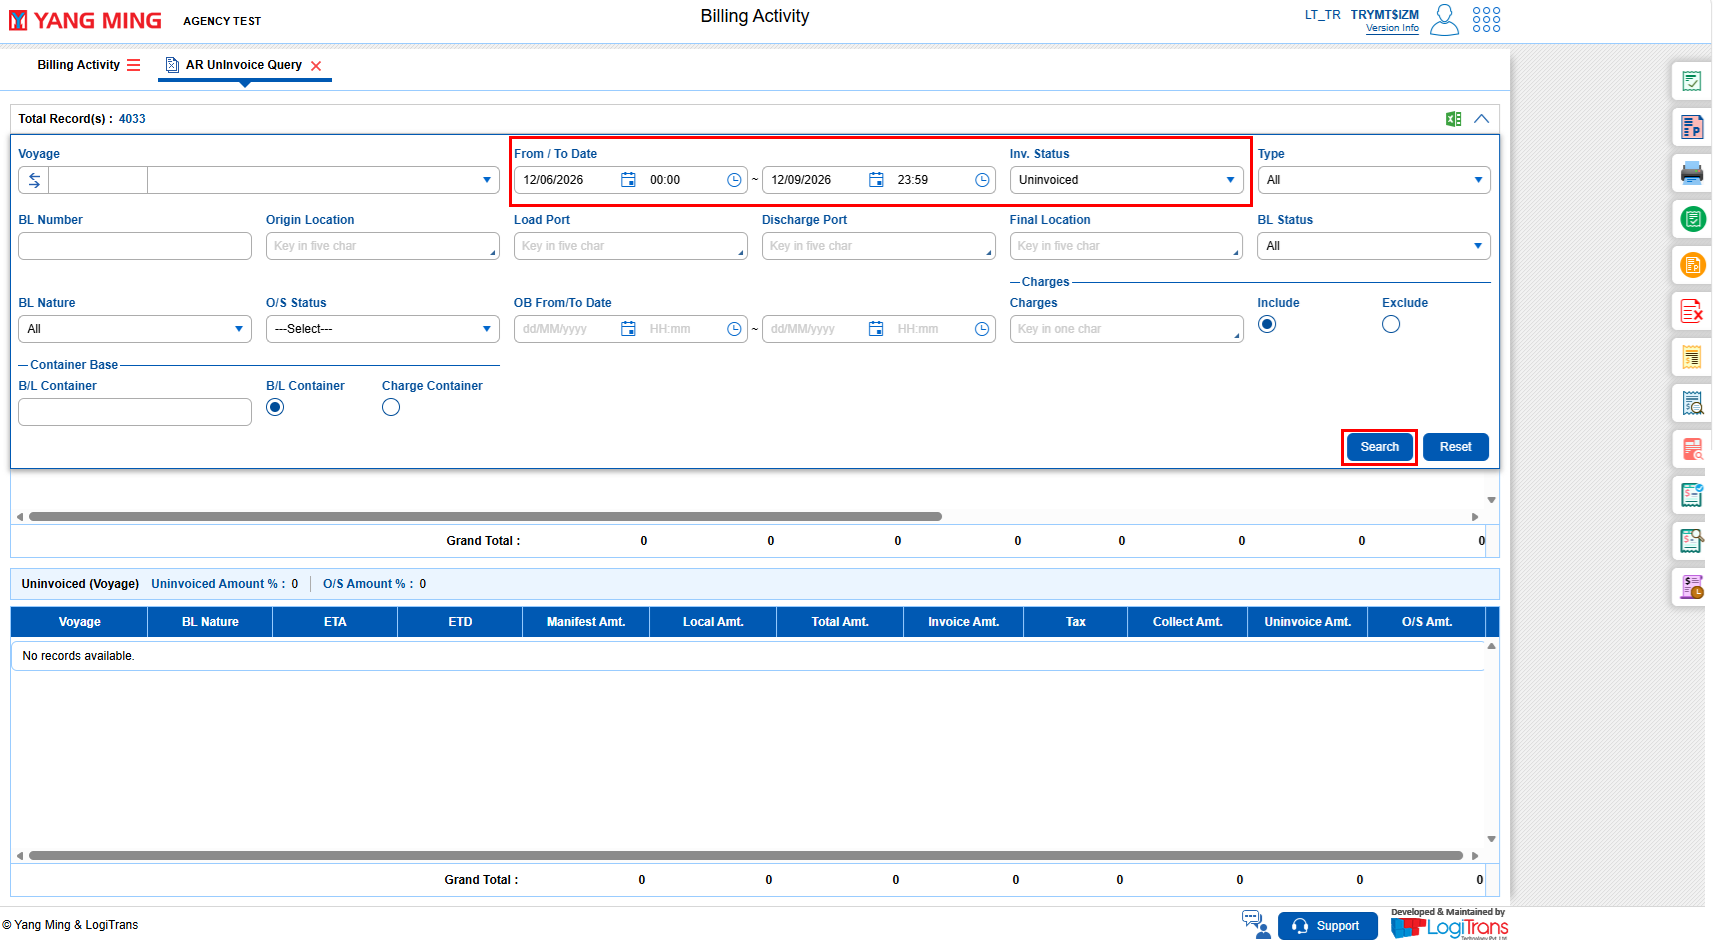 YANG MING AGENCY TEST Billing Activity LT_TR TRYMT$IZM
Version Info
Billing Activity AR UnInvoice Query
Total Record(s) : 4033
Voyage From / To Date Inv. Status Type
12/06/2026 00:00 ~ 12/09/2026 23:59 Uninvoiced All
BL Number Origin Location Load Port Discharge Port Final Location BL Status
Key in five char Key in five char Key in five char Key in five char All
Charges
BL Nature O/S Status OB From/To Date Charges Include Exclude
All ---Select--- dd/MM/yyyy HH:mm ~ dd/MM/yyyy HH:mm Key in one char
Container Base
B/L Container B/L Container Charge Container
Search Reset
Grand Total : 0 0 0 0 0 0 0 0
Uninvoiced (Voyage) Uninvoiced Amount % : 0 O/S Amount % : 0
Voyage BL Nature ETA ETD Manifest Amt. Local Amt. Total Amt. Invoice Amt. Tax Collect Amt. Uninvoice Amt. O/S Amt.
No records available.
Grand Total : 0 0 0 0 0 0 0 0
© Yang Ming & LogiTrans Support Developed & Maintained by
LogiTrans
Technology Pvt. Ltd.